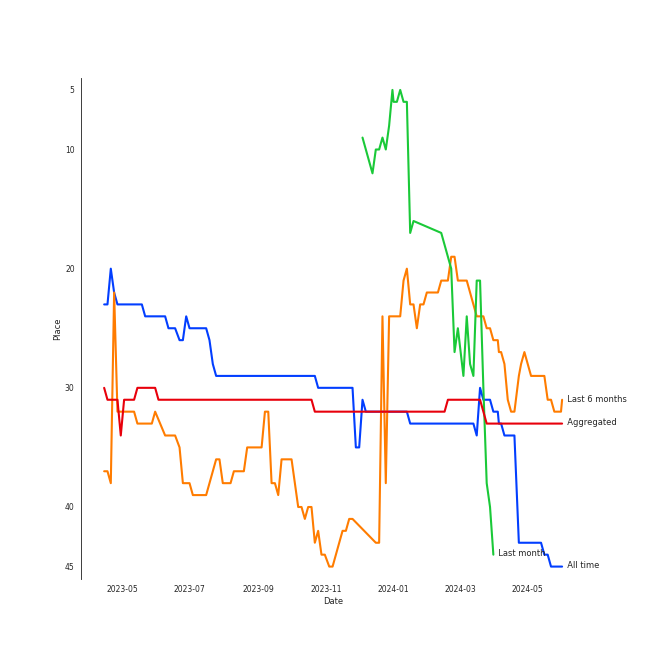 5
10
20
30
40
45
Place
Last 6 months
Aggregated
Last month
All time
2023-05
2023-07
2023-09
2023-11
2024-01
2024-03
2024-05
Date